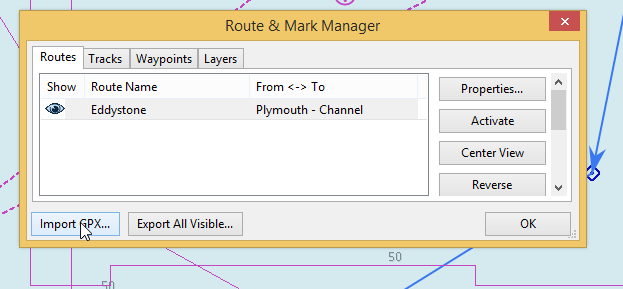 Route & Mark Manager
Routes Tracks Waypoints Layers
Show Route Name From <-> To
Eddystone Plymouth - Channel
Properties...
Activate
Center View
Reverse
Import GPX... Export All Visible... OK
50
50